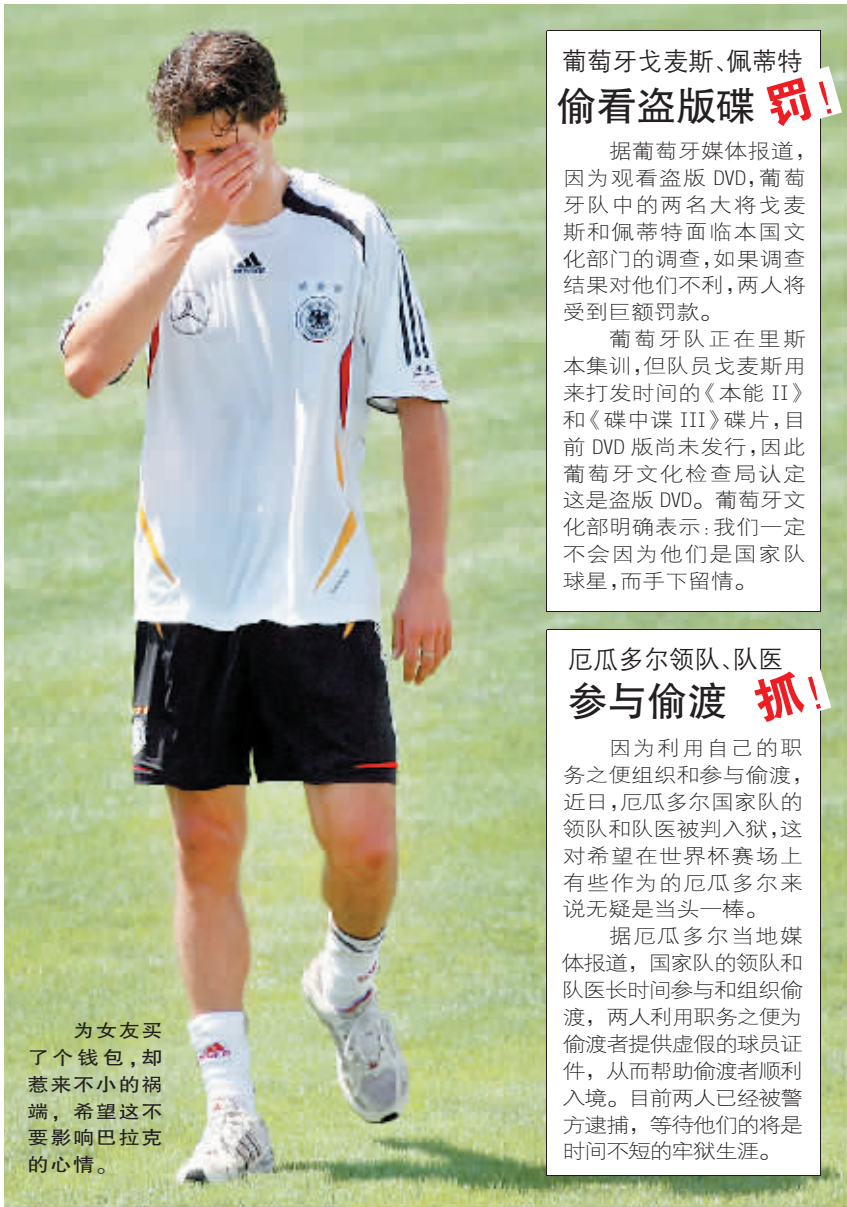 葡萄牙戈麦斯、佩蒂特
偷看盗版碟 罚!
据葡萄牙媒体报道,
因为观看盗版 DVD,葡萄
牙队中的两名大将戈麦
斯和佩蒂特面临本国文
化部门的调查,如果调查
结果对他们不利,两人将
受到巨额罚款。
葡萄牙队正在里斯
本集训,但队员戈麦斯用
来打发时间的《本能 II》
和《碟中谍 III》碟片,目
前 DVD 版尚未发行,因此
葡萄牙文化检查局认定
这是盗版 DVD。葡萄牙文
化部明确表示:我们一定
不会因为他们是国家队
球星,而手下留情。
厄瓜多尔领队、队医
参与偷渡 抓!
因为利用自己的职
务之便组织和参与偷渡,
近日,厄瓜多尔国家队的
领队和队医被判入狱,这
对希望在世界杯赛场上
有些作为的厄瓜多尔来
说无疑是当头一棒。
据厄瓜多尔当地媒
体报道,国家队的领队和
队医长时间参与和组织偷
渡,两人利用职务之便为
偷渡者提供虚假的球员证
件,从而帮助偷渡者顺利
入境。目前两人已经被警
方逮捕,等待他们的将是
时间不短的牢狱生涯。
为女友买
了个钱包,却
惹来不小的祸
端,希望这不
要影响巴拉克
的心情。
adidas